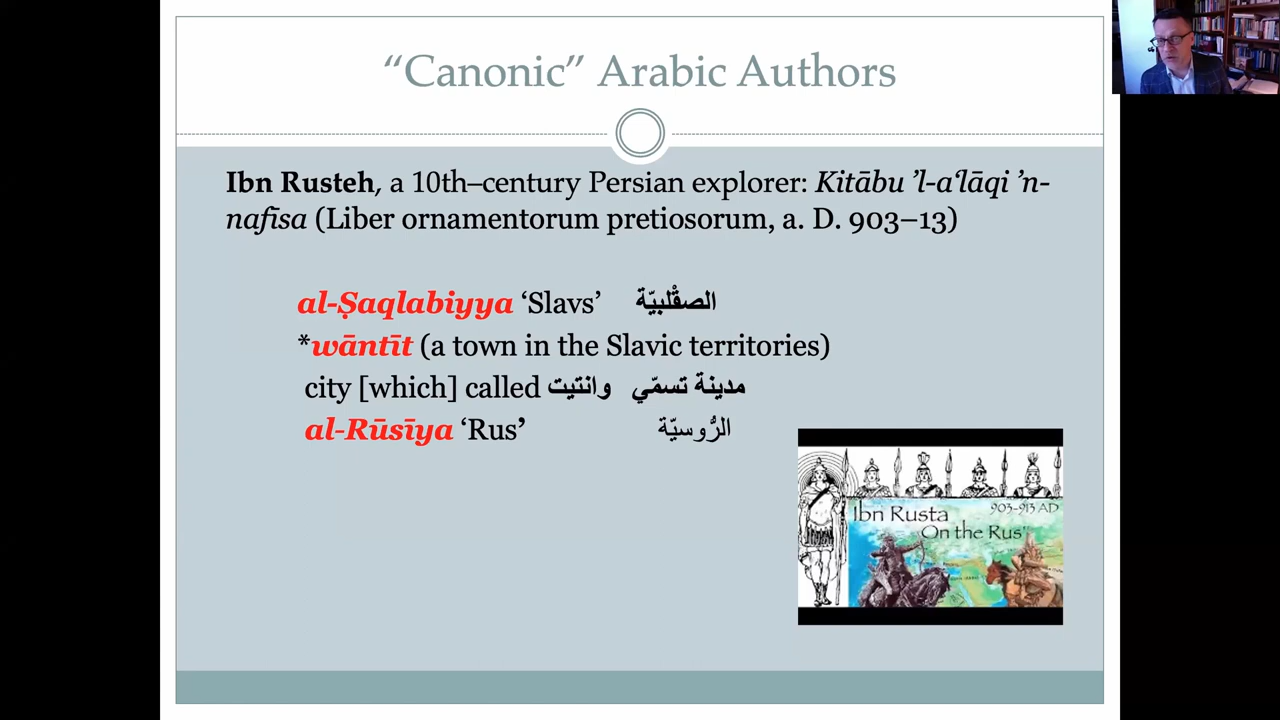 “Canonic” Arabic Authors
Ibn Rusteh, a 10th–century Persian explorer: Kitābu ’l-a‘lāqi ’n-
nafīsa (Liber ornamentorum pretiosorum, a. D. 903–13)
al-Ṣaqlabiyya ‘Slavs’ الصقْلبيّة
*wāntīt (a town in the Slavic territories)
city [which] called مدينة تسمّي وانتيت
al-Rūsīya ‘Rus’ الرُّوسيّة
Ibn Rusta 903-913 AD
On the Rus"